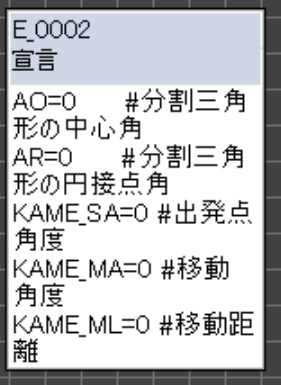 E_0002
宣言
AO=0 #分割三角
形の中心角
AR=0 #分割三角
形の円接点角
KAME_SA=0 #出発点
角度
KAME_MA=0 #移動
角度
KAME_ML=0 #移動距
離